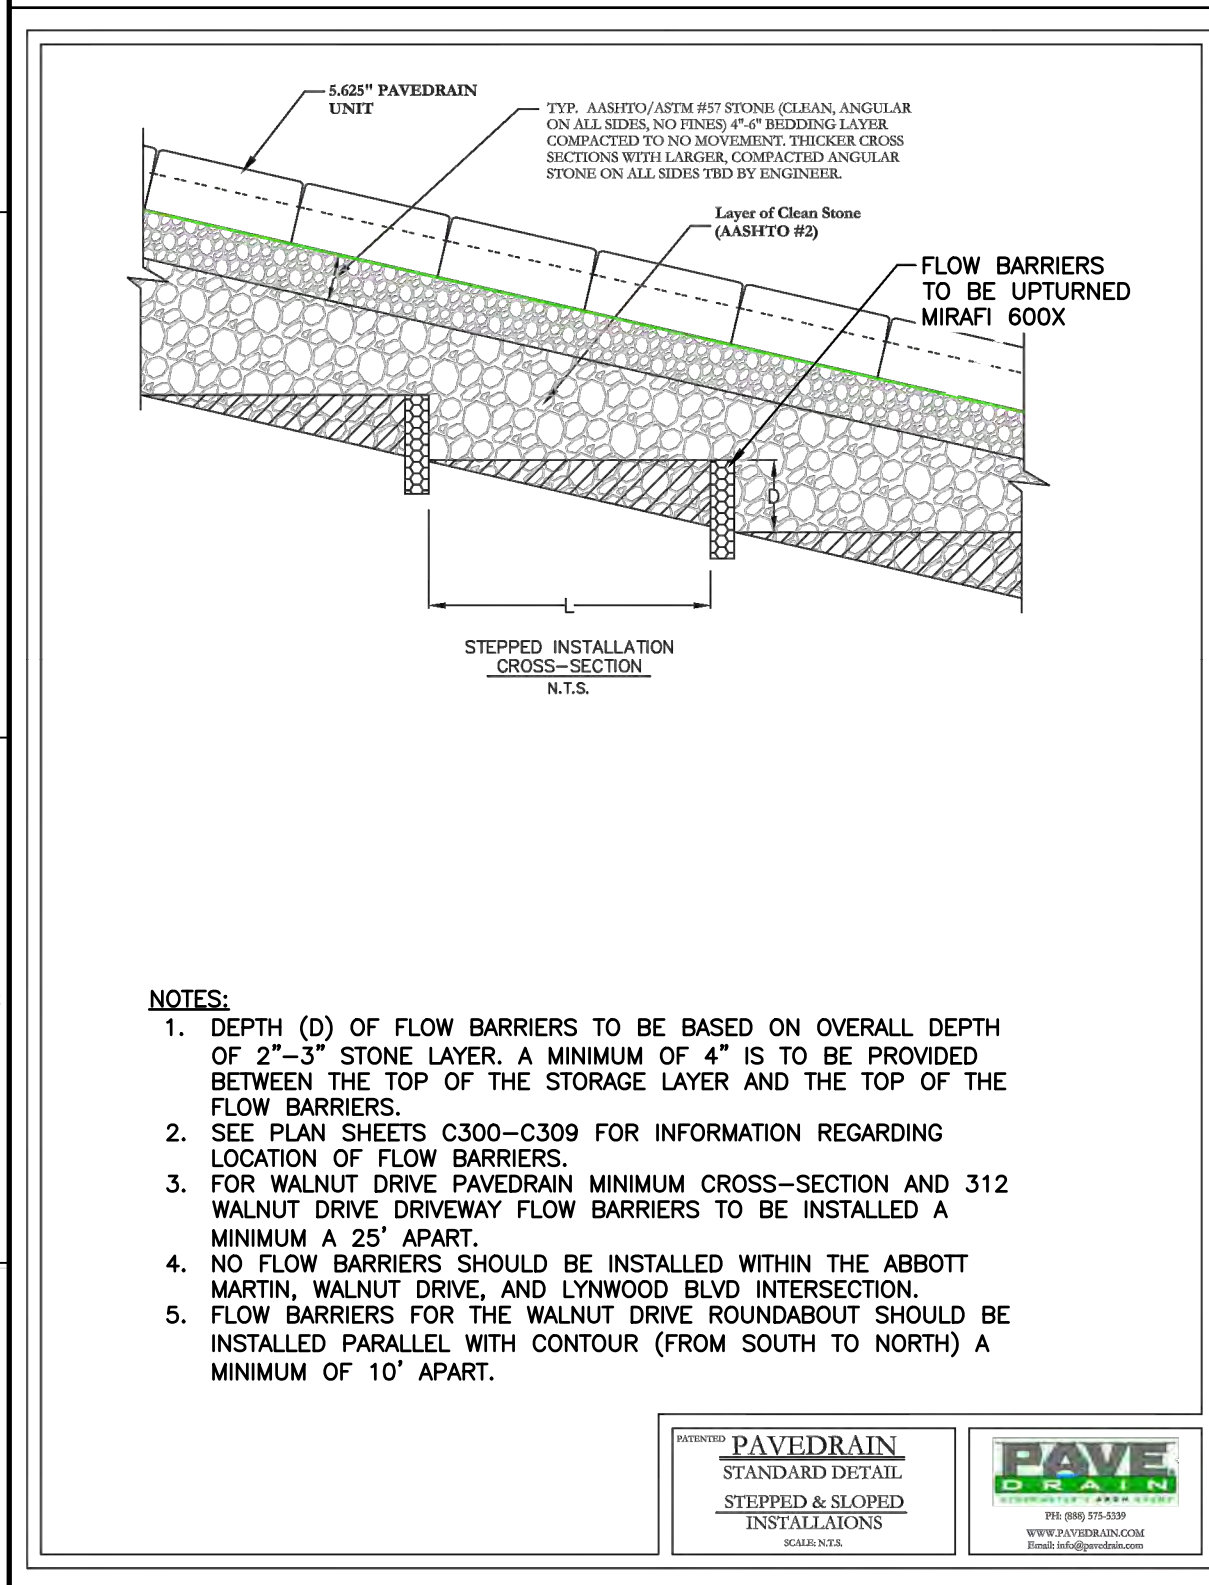 5.625" PAVEDRAIN
UNIT
TYP. AASHTO/ASTM #57 STONE (CLEAN, ANGULAR
ON ALL SIDES, NO FINES) 4"-6" BEDDING LAYER
COMPACTED TO NO MOVEMENT. THICKER CROSS
SECTIONS WITH LARGER, COMPACTED ANGULAR
STONE ON ALL SIDES TBD BY ENGINEER.
Layer of Clean Stone
(AASHTO #2)
FLOW BARRIERS
TO BE UPTURNED
MIRAFI 600X
D
L
STEPPED INSTALLATION
CROSS-SECTION
N.T.S.
NOTES:
1. DEPTH (D) OF FLOW BARRIERS TO BE BASED ON OVERALL DEPTH
OF 2"-3" STONE LAYER. A MINIMUM OF 4" IS TO BE PROVIDED
BETWEEN THE TOP OF THE STORAGE LAYER AND THE TOP OF THE
FLOW BARRIERS.
2. SEE PLAN SHEETS C300-C309 FOR INFORMATION REGARDING
LOCATION OF FLOW BARRIERS.
3. FOR WALNUT DRIVE PAVEDRAIN MINIMUM CROSS-SECTION AND 312
WALNUT DRIVE DRIVEWAY FLOW BARRIERS TO BE INSTALLED A
MINIMUM A 25' APART.
4. NO FLOW BARRIERS SHOULD BE INSTALLED WITHIN THE ABBOTT
MARTIN, WALNUT DRIVE, AND LYNWOOD BLVD INTERSECTION.
5. FLOW BARRIERS FOR THE WALNUT DRIVE ROUNDABOUT SHOULD BE
INSTALLED PARALLEL WITH CONTOUR (FROM SOUTH TO NORTH) A
MINIMUM OF 10' APART.
PATENTED PAVEDRAIN
STANDARD DETAIL
STEPPED & SLOPED
INSTALLAIONS
SCALE: N.T.S.
PAVE
DRAIN
PH: (888) 575-5339
WWW.PAVEDRAIN.COM
Email: info@pavedrain.com